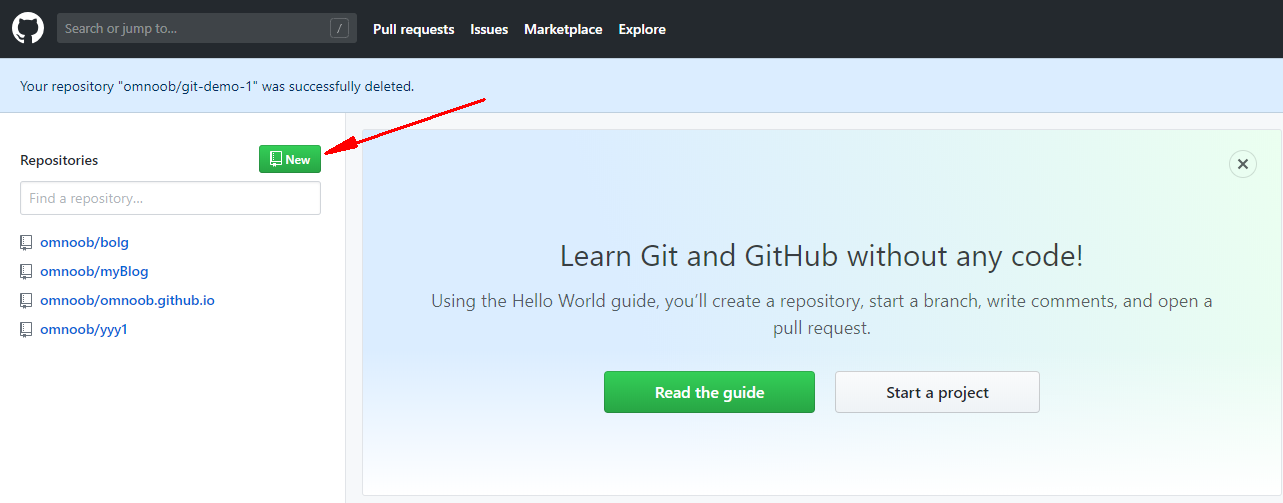 Search or jump to... /
Pull requests Issues Marketplace Explore
Your repository "omnoob/git-demo-1" was successfully deleted.
Repositories
New
Find a repository...
omnoob/bolg
omnoob/myBlog
omnoob/omnoob.github.io
omnoob/yyy1
Learn Git and GitHub without any code!
Using the Hello World guide, you’ll create a repository, start a branch, write comments, and open a
pull request.
Read the guide
Start a project